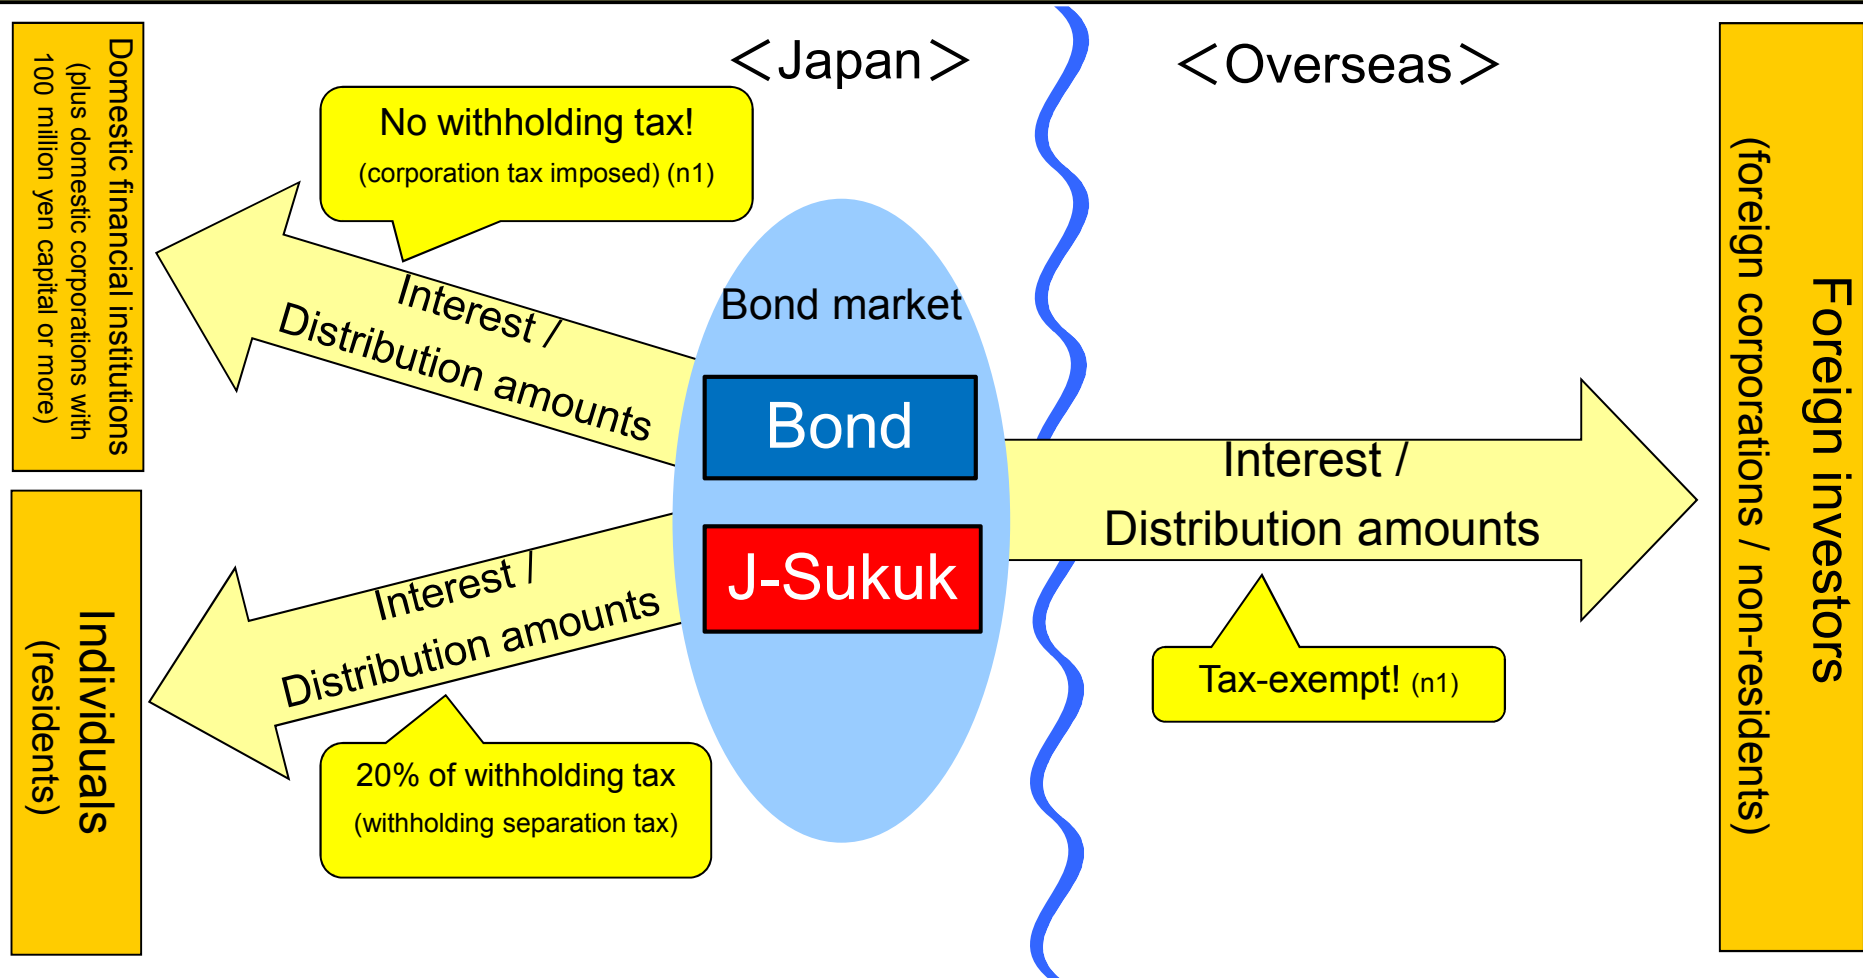 Domestic financial institutions
(plus domestic corporations with
100 million yen capital or more)
Individuals
(residents)
<Japan>
No withholding tax!
(corporation tax imposed) (n1)
Interest /
Distribution amounts
Interest /
Distribution amounts
20% of withholding tax
(withholding separation tax)
Bond market
Bond
J-Sukuk
<Overseas>
Interest /
Distribution amounts
Tax-exempt! (n1)
Foreign investors
(foreign corporations / non-residents)